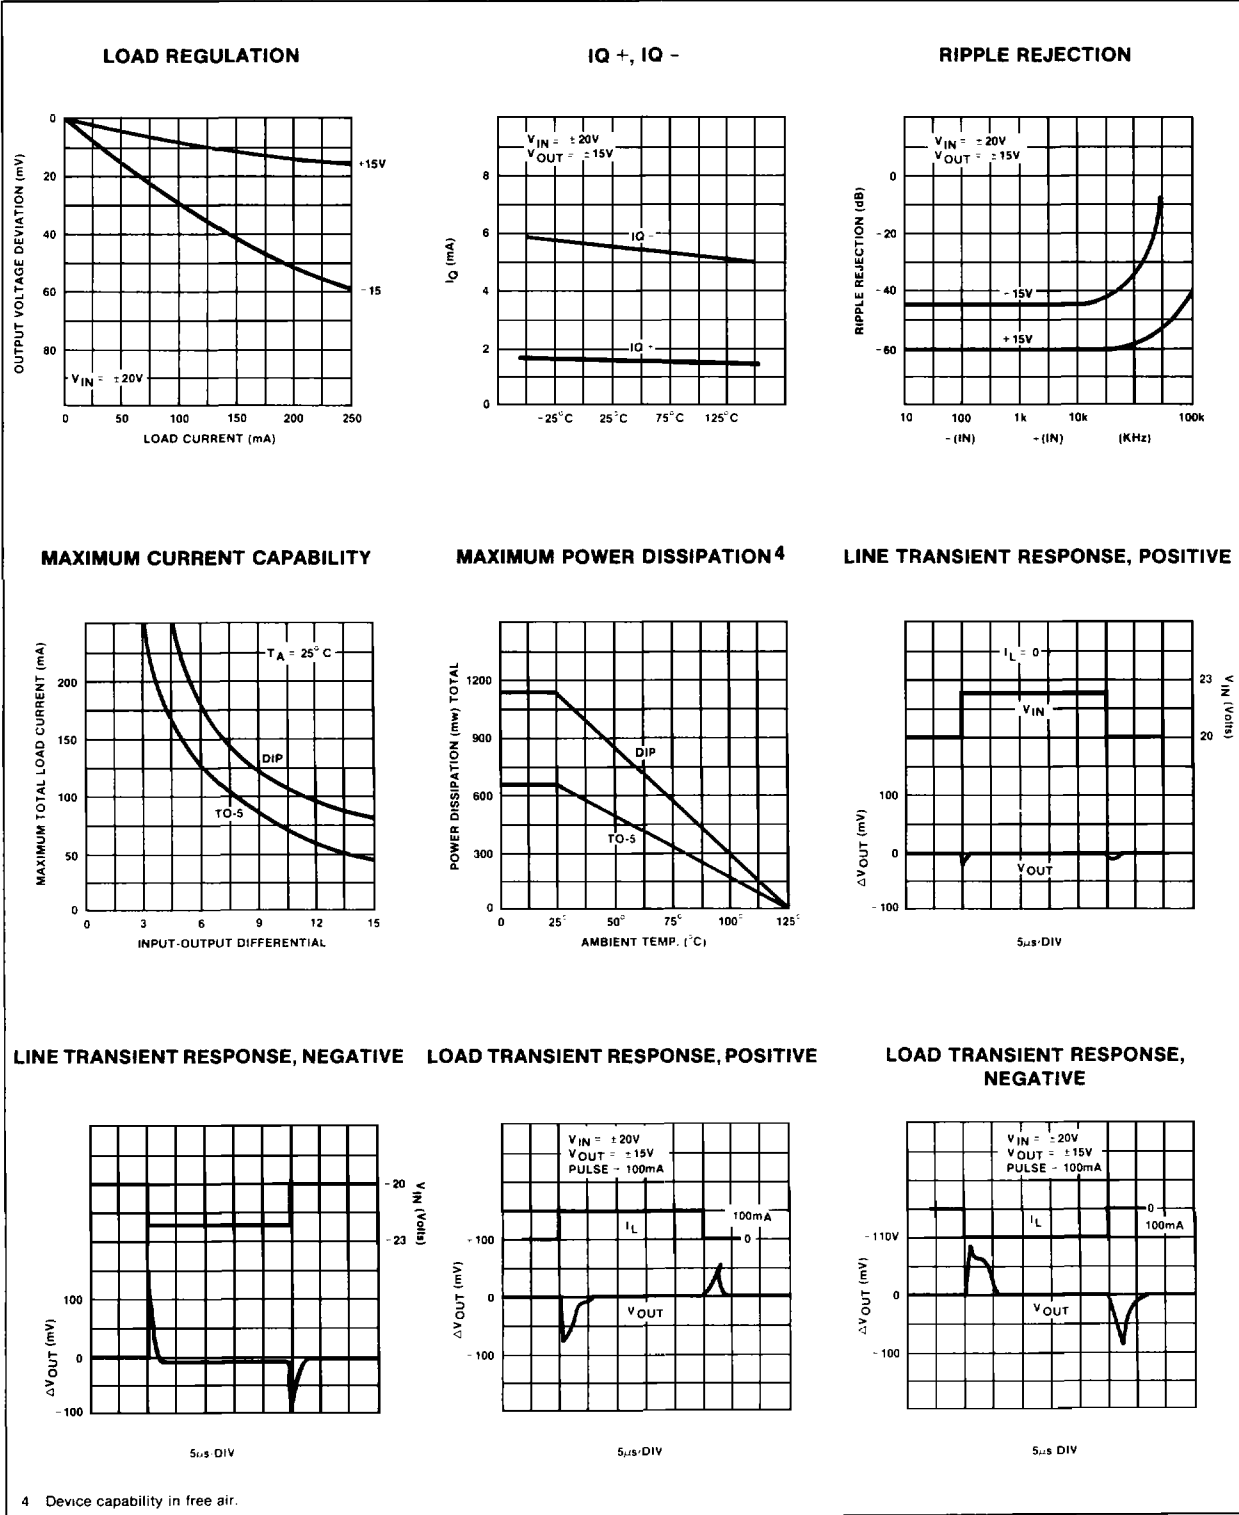 LOAD REGULATION
OUTPUT VOLTAGE DEVIATION (mV)
0
20
40
60
80
+15V
-15
VIN = ±20V
0 50 100 150 200 250
LOAD CURRENT (mA)
IQ +, IQ -
VIN = ±20V
VOUT = ±15V
IQ (mA)
8
6
4
2
0
IQ -
IQ +
-25°C 25°C 75°C 125°C
RIPPLE REJECTION
VIN = ±20V
VOUT = ±15V
RIPPLE REJECTION (dB)
0
-20
-40
-60
-15V
+15V
10 100 1k 10k 100k
-(IN) +(IN) (KHz)
MAXIMUM CURRENT CAPABILITY
MAXIMUM TOTAL LOAD CURRENT (mA)
TA = 25°C
200
150
100
50
0
DIP
TO-5
0 3 6 9 12 15
INPUT-OUTPUT DIFFERENTIAL
MAXIMUM POWER DISSIPATION4
POWER DISSIPATION (mw) TOTAL
1200
900
600
300
0
DIP
TO-5
0 25° 50° 75° 100° 125°
AMBIENT TEMP. (°C)
LINE TRANSIENT RESPONSE, POSITIVE
IL = 0
VIN
23
20
VIN (Volts)
ΔVOUT (mV)
100
0
-100
VOUT
5μs·DIV
LINE TRANSIENT RESPONSE, NEGATIVE
-20
-23
VIN (Volts)
ΔVOUT (mV)
100
0
-100
5μs·DIV
LOAD TRANSIENT RESPONSE, POSITIVE
VIN = ±20V
VOUT = ±15V
PULSE - 100mA
100mA
IL
0
+100
0
-100
ΔVOUT (mV)
VOUT
5μs/DIV
LOAD TRANSIENT RESPONSE,
NEGATIVE
VIN = ±20V
VOUT = ±15V
PULSE - 100mA
0
100mA
IL
-110V
0
-100
ΔVOUT (mV)
VOUT
5μs DIV
4 Device capability in free air.